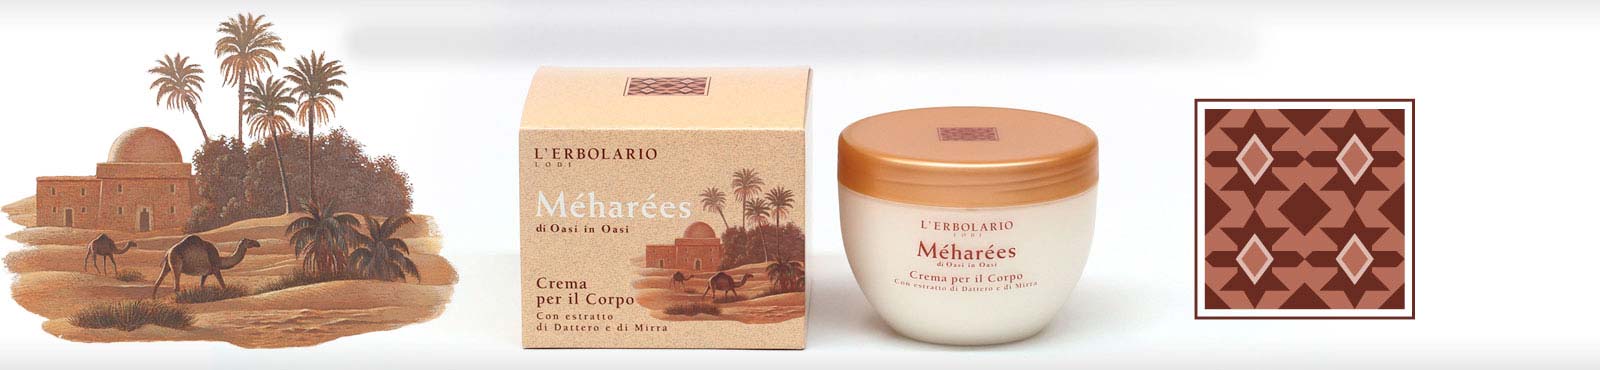 L'ERBOLARIO
LODI
Méharées
di Oasi in Oasi
Crema
per il Corpo
Con estratto
di Dattero e di Mirra
L'ERBOLARIO
LODI
Méharées
di Oasi in Oasi
Crema per il Corpo
Con estratto di Dattero e di Mirra